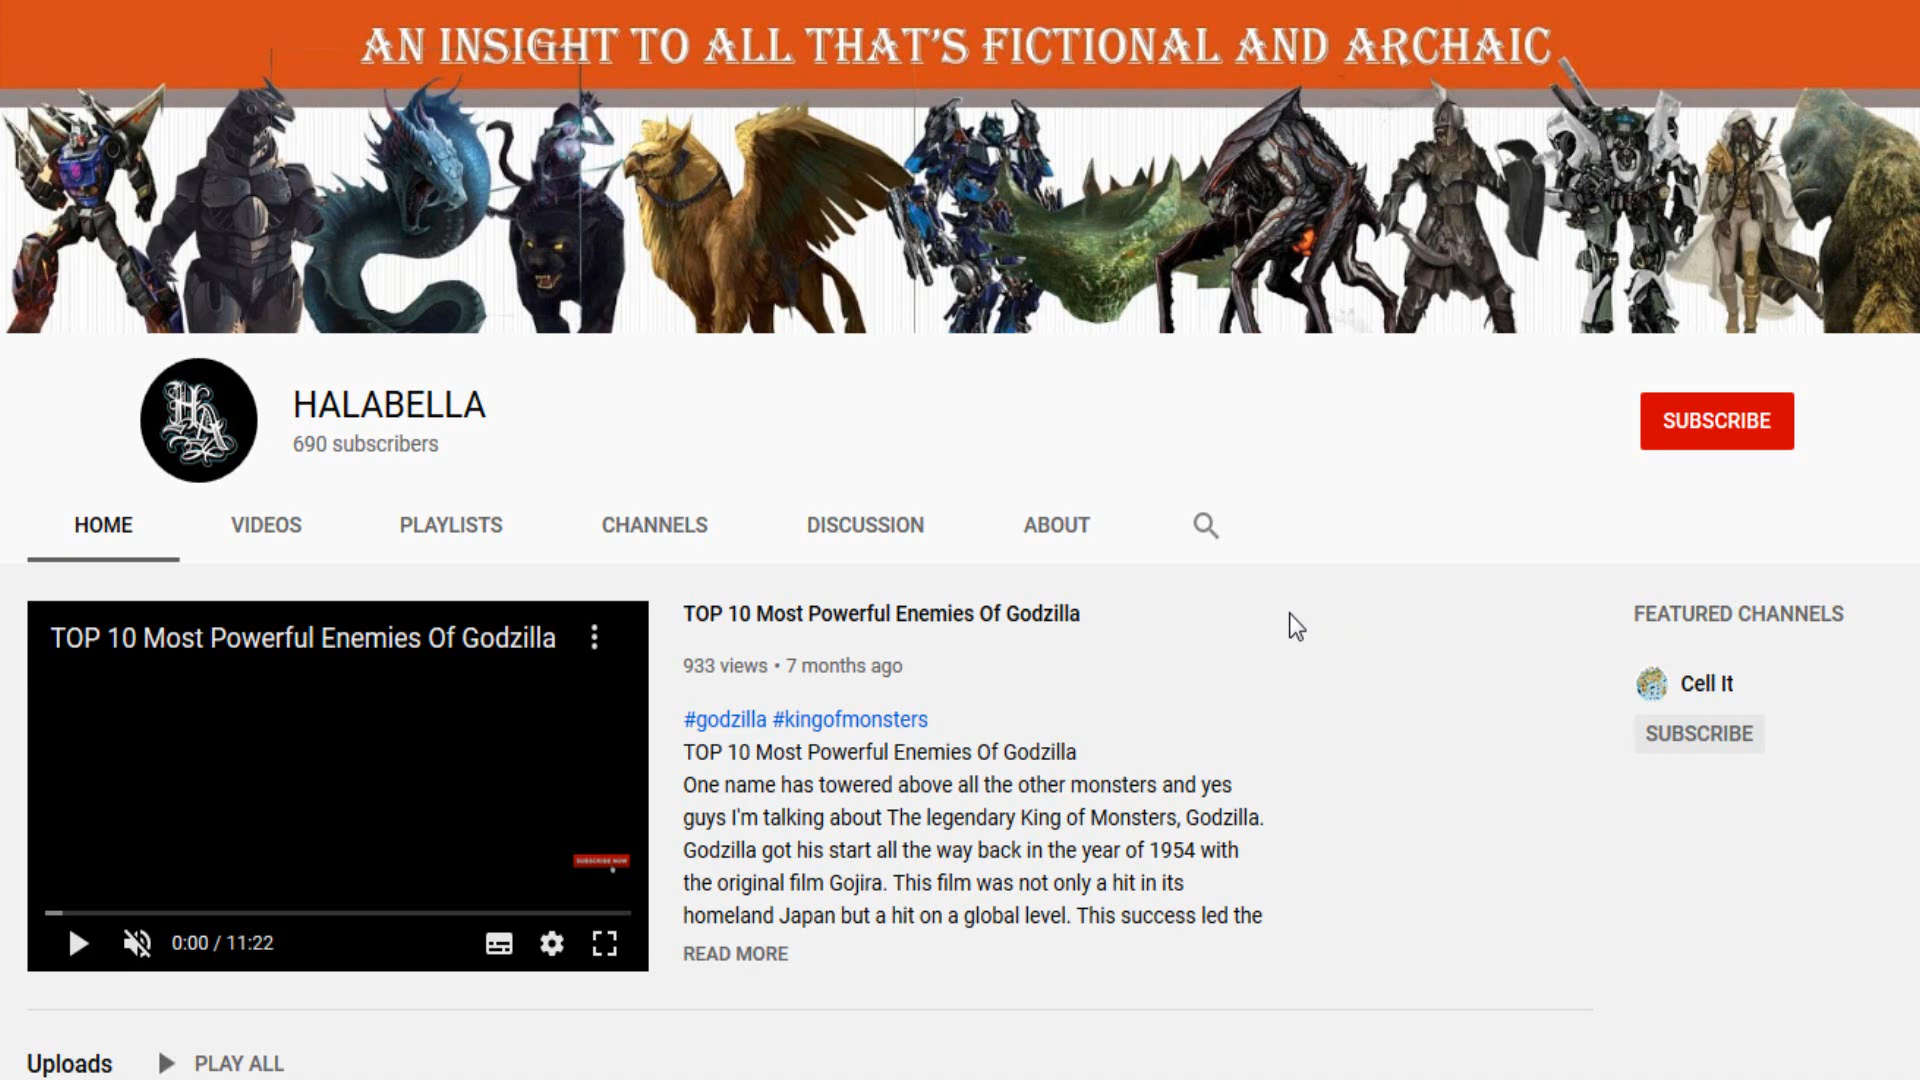 AN INSIGHT TO ALL THAT'S FICTIONAL AND ARCHAIC
HALABELLA
690 subscribers
SUBSCRIBE
HOME VIDEOS PLAYLISTS CHANNELS DISCUSSION ABOUT
TOP 10 Most Powerful Enemies Of Godzilla
SUBSCRIBE NOW
0:00 / 11:22
TOP 10 Most Powerful Enemies Of Godzilla
933 views • 7 months ago
#godzilla #kingofmonsters
TOP 10 Most Powerful Enemies Of Godzilla
One name has towered above all the other monsters and yes
guys I'm talking about The legendary King of Monsters, Godzilla.
Godzilla got his start all the way back in the year of 1954 with
the original film Gojira. This film was not only a hit in its
homeland Japan but a hit on a global level. This success led the
READ MORE
FEATURED CHANNELS
Cell It
SUBSCRIBE
Uploads PLAY ALL